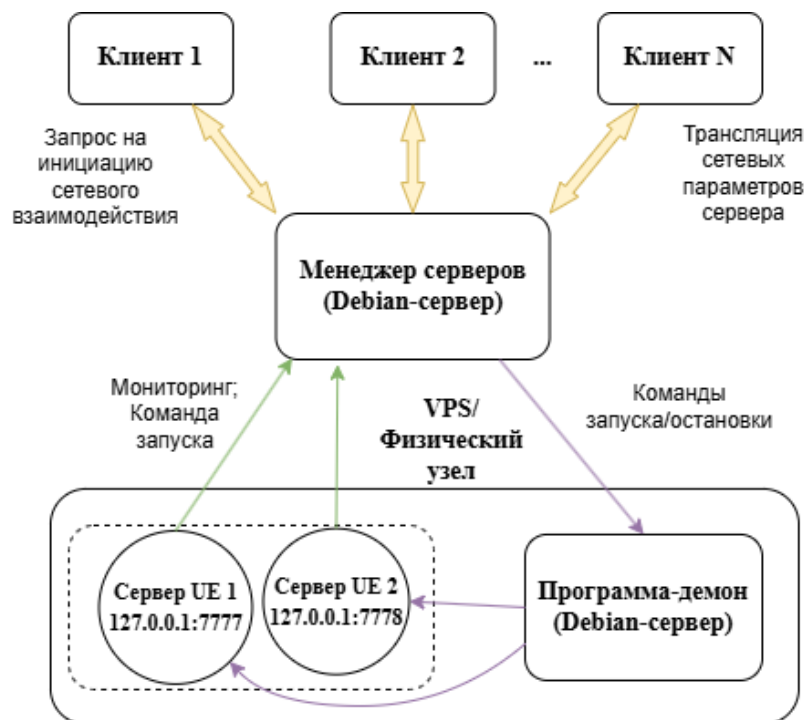 Клиент 1
Клиент 2
...
Клиент N
Запрос на
инициацию
сетевого
взаимодействия
Трансляция
сетевых
параметров
сервера
Менеджер серверов
(Debian-сервер)
Мониторинг;
Команда
запуска
VPS/
Физический
узел
Команды
запуска/остановки
Сервер UE 1
127.0.0.1:7777
Сервер UE 2
127.0.0.1:7778
Программа-демон
(Debian-сервер)